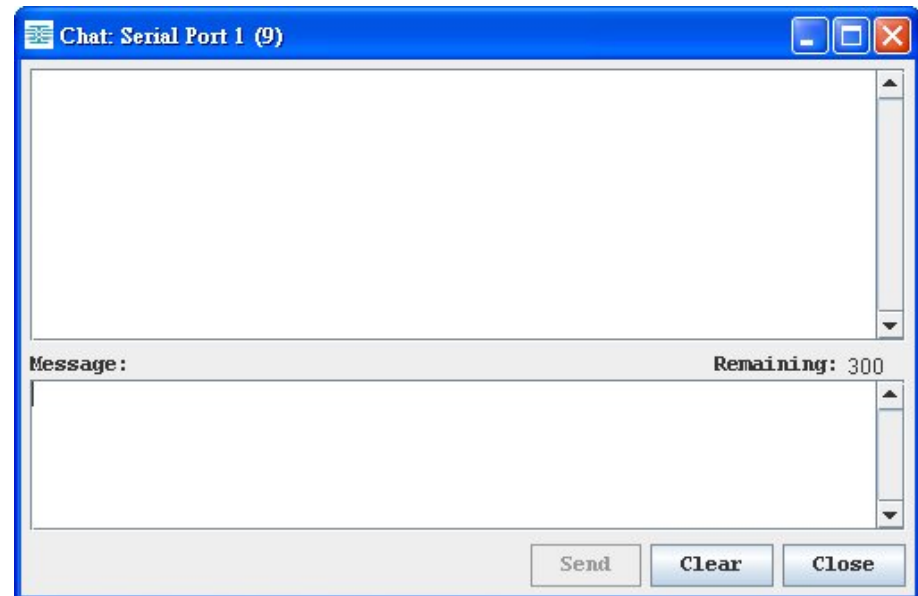 Chat: Serial Port 1 (9)
Message: Remaining: 300
Send Clear Close